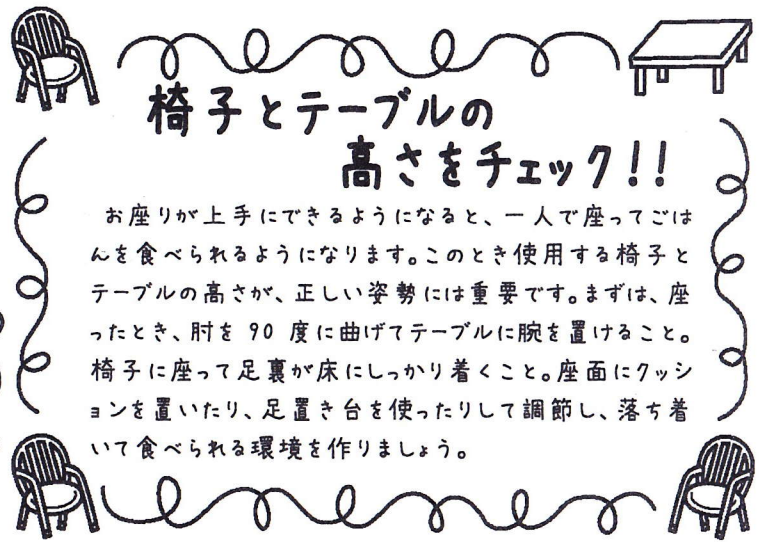 椅子とテーブルの
高さをチェック!!
お座りが上手にできるようになると、一人で座ってごは
んを食べられるようになります。このとき使用する椅子と
テーブルの高さが、正しい姿勢には重要です。まずは、座
ったとき、肘を 90 度に曲げてテーブルに腕を置けること。
椅子に座って足裏が床にしっかり着くこと。座面にクッシ
ョンを置いたり、足置き台を使ったりして調節し、落ち着
いて食べられる環境を作りましょう。